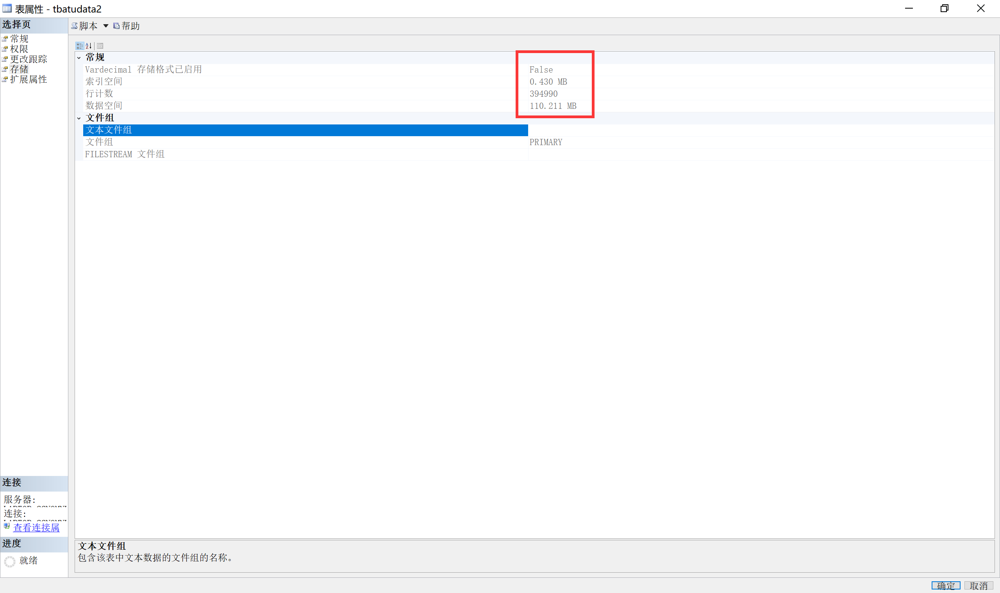 表属性 - tbatudata2
选择页
常规
权限
更改跟踪
存储
扩展属性
脚本 帮助
常规
Vardecimal 存储格式已启用 False
索引空间 0.430 MB
行计数 394990
数据空间 110.211 MB
文件组
文本文件组
文件组 PRIMARY
FILESTREAM 文件组
连接
服务器:
连接:
查看连接属
进度
就绪
文本文件组
包含该表中文本数据的文件组的名称。
确定 取消